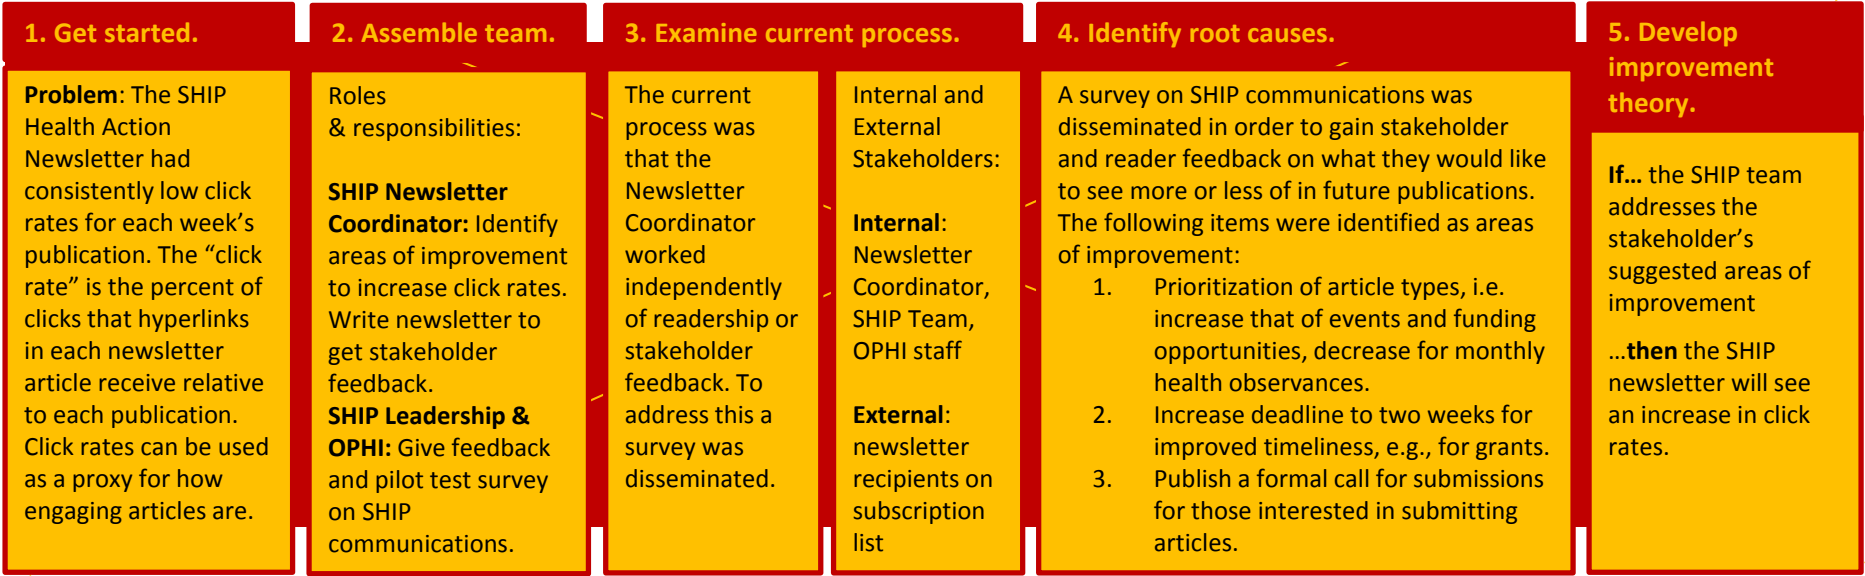 1. Get started.
Problem: The SHIP
Health Action
Newsletter had
consistently low click
rates for each week’s
publication. The “click
rate” is the percent of
clicks that hyperlinks
in each newsletter
article receive relative
to each publication.
Click rates can be used
as a proxy for how
engaging articles are.
2. Assemble team.
Roles
& responsibilities:
SHIP Newsletter
Coordinator: Identify
areas of improvement
to increase click rates.
Write newsletter to
get stakeholder
feedback.
SHIP Leadership &
OPHI: Give feedback
and pilot test survey
on SHIP
communications.
3. Examine current process.
The current
process was
that the
Newsletter
Coordinator
worked
independently
of readership or
stakeholder
feedback. To
address this a
survey was
disseminated.
Internal and
External
Stakeholders:
Internal:
Newsletter
Coordinator,
SHIP Team,
OPHI staff
External:
newsletter
recipients on
subscription
list
4. Identify root causes.
A survey on SHIP communications was
disseminated in order to gain stakeholder
and reader feedback on what they would like
to see more or less of in future publications.
The following items were identified as areas
of improvement:
1. Prioritization of article types, i.e.
increase that of events and funding
opportunities, decrease for monthly
health observances.
2. Increase deadline to two weeks for
improved timeliness, e.g., for grants.
3. Publish a formal call for submissions
for those interested in submitting
articles.
5. Develop
improvement
theory.
If… the SHIP team
addresses the
stakeholder’s
suggested areas of
improvement
…then the SHIP
newsletter will see
an increase in click
rates.